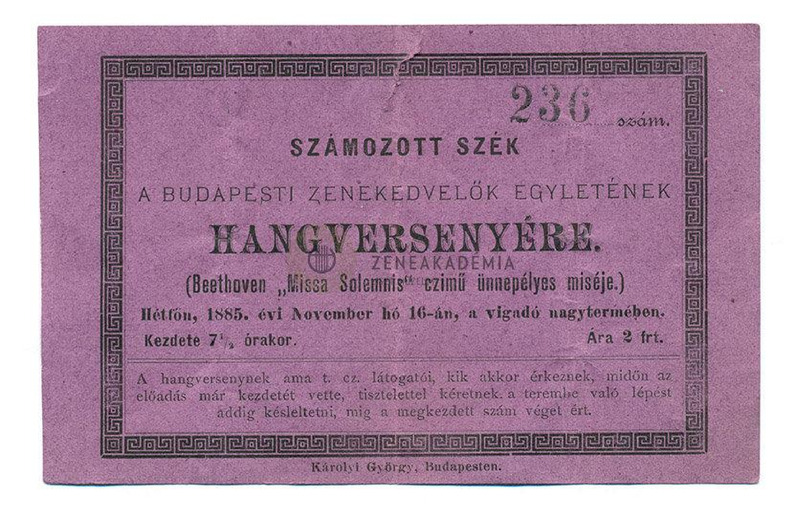 236 szám.
SZÁMOZOTT SZÉK
A BUDAPESTI ZENEKEDVELŐK EGYLETÉNEK
HANGVERSENYÉRE.
ZENEAKADÉMIA
(Beethoven „Missa Solemnis“ czimű ünnepélyes miséje.)
Hétfőn, 1885. évi November hó 16-án, a vigadó nagytermében.
Kezdete 7½ órakor. Ára 2 frt.
A hangversenynek ama t. cz. látogatói, kik akkor érkeznek, midőn az
előadás már kezdetét vette, tisztelettel kéretnek a terembe való lépést
addig késleltetni, mig a megkezdett szám véget ért.
Károlyi György, Budapesten.